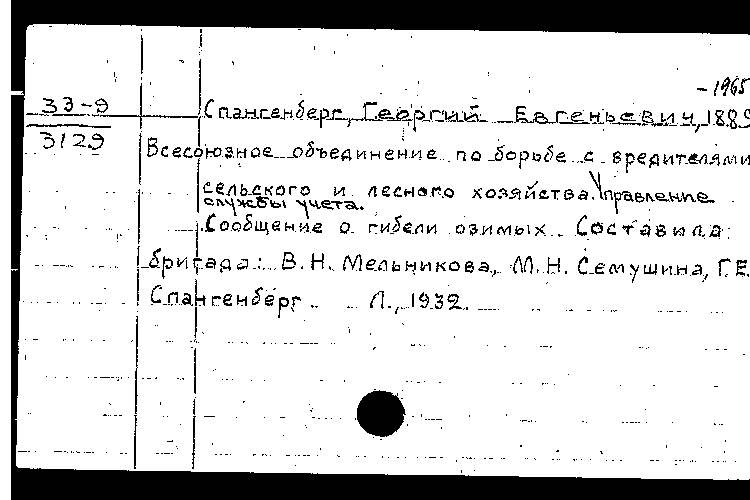 -1965
33-9
Спангенберг, Георгий Евгеньевич, 1889
3129
Всесоюзное объединение по борьбе с вредителями
сельского и лесного хозяйства. Управление
службы учета.
Сообщение о гибели озимых. Составила:
бригада: В.Н. Мельникова, М.Н. Семушина, Г.Е.
Спангенберг. Л., 1932.